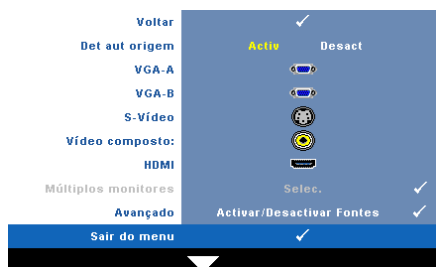 Voltar
Det aut origem Activ Desact
VGA-A
VGA-B
S-Vídeo
Vídeo composto:
HDMI
Múltiplos monitores Selec.
Avançado Activar/Desactivar Fontes
Sair do menu